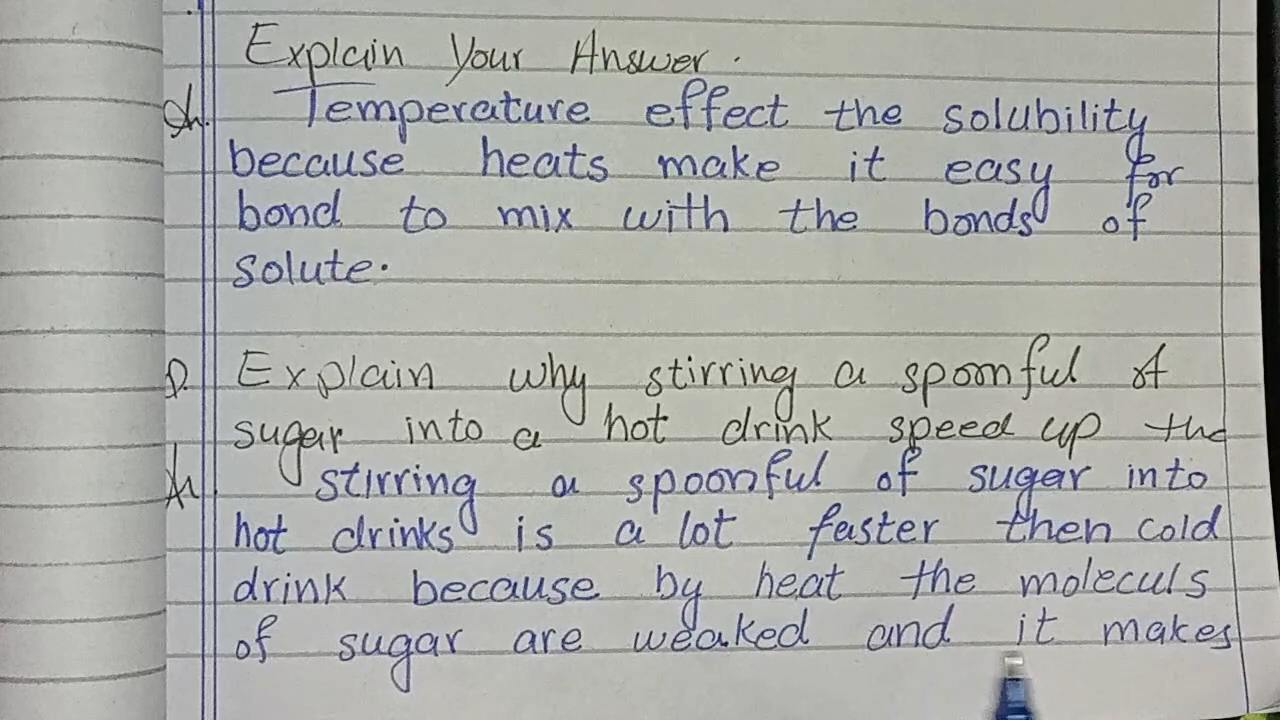 Explain Your Answer.
Ans. Temperature effect the solubility
because heats make it easy for
bond to mix with the bonds of
solute.
Q. Explain why stirring a spoonful of
sugar into a hot drink speed up the
stirring a spoonful of sugar into
hot drinks is a lot faster then cold
drink because by heat the moleculs
of sugar are weaked and it makes